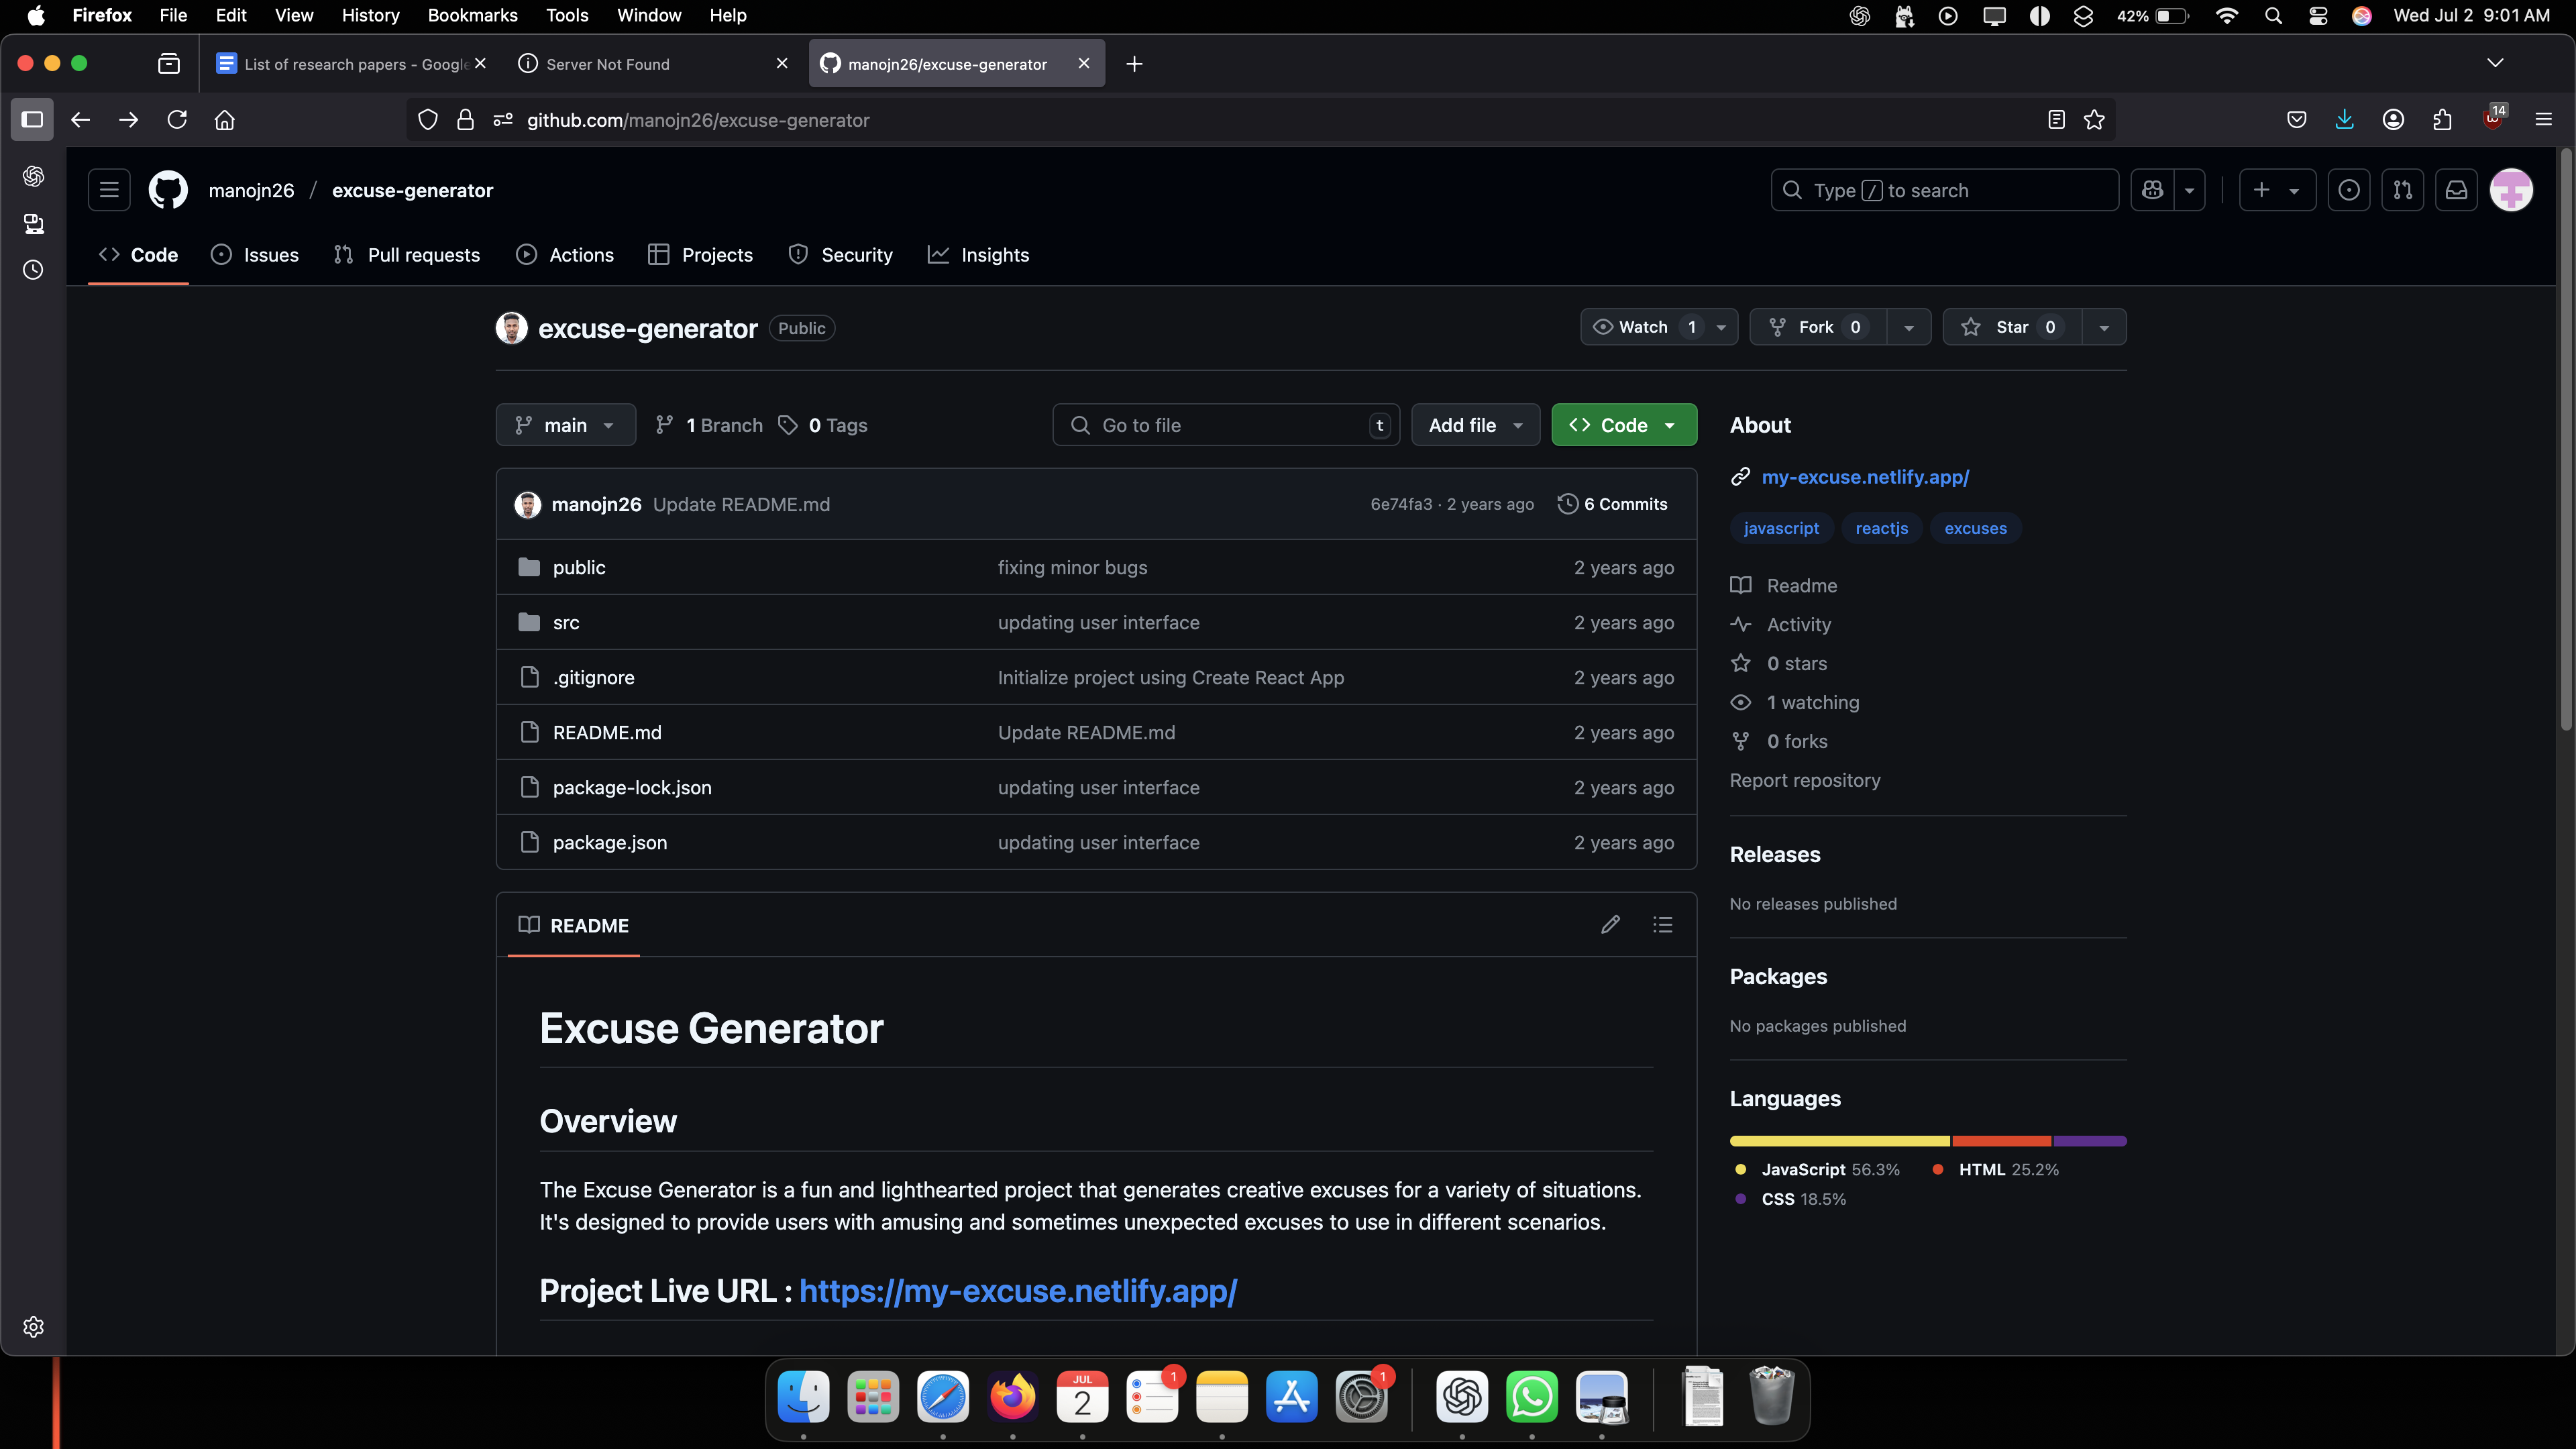 Firefox File Edit View History Bookmarks Tools Window Help 42% Wed Jul 2 9:01 AM
List of research papers - Google
Server Not Found
manojn26/excuse-generator
14
github.com/manojn26/excuse-generator
manojn26 / excuse-generator
Type / to search
Code Issues Pull requests Actions Projects Security Insights
excuse-generator Public
Watch 1 Fork 0 Star 0
main 1 Branch 0 Tags
Go to file t Add file Code
manojn26 Update README.md 6e74fa3 · 2 years ago 6 Commits
public fixing minor bugs 2 years ago
src updating user interface 2 years ago
.gitignore Initialize project using Create React App 2 years ago
README.md Update README.md 2 years ago
package-lock.json updating user interface 2 years ago
package.json updating user interface 2 years ago
README
Excuse Generator
Overview
The Excuse Generator is a fun and lighthearted project that generates creative excuses for a variety of situations.
It's designed to provide users with amusing and sometimes unexpected excuses to use in different scenarios.
Project Live URL : https://my-excuse.netlify.app/
About
my-excuse.netlify.app/
javascript reactjs excuses
Readme
Activity
0 stars
1 watching
0 forks
Report repository
Releases
No releases published
Packages
No packages published
Languages
JavaScript 56.3% HTML 25.2%
CSS 18.5%
JUL
2
1
1